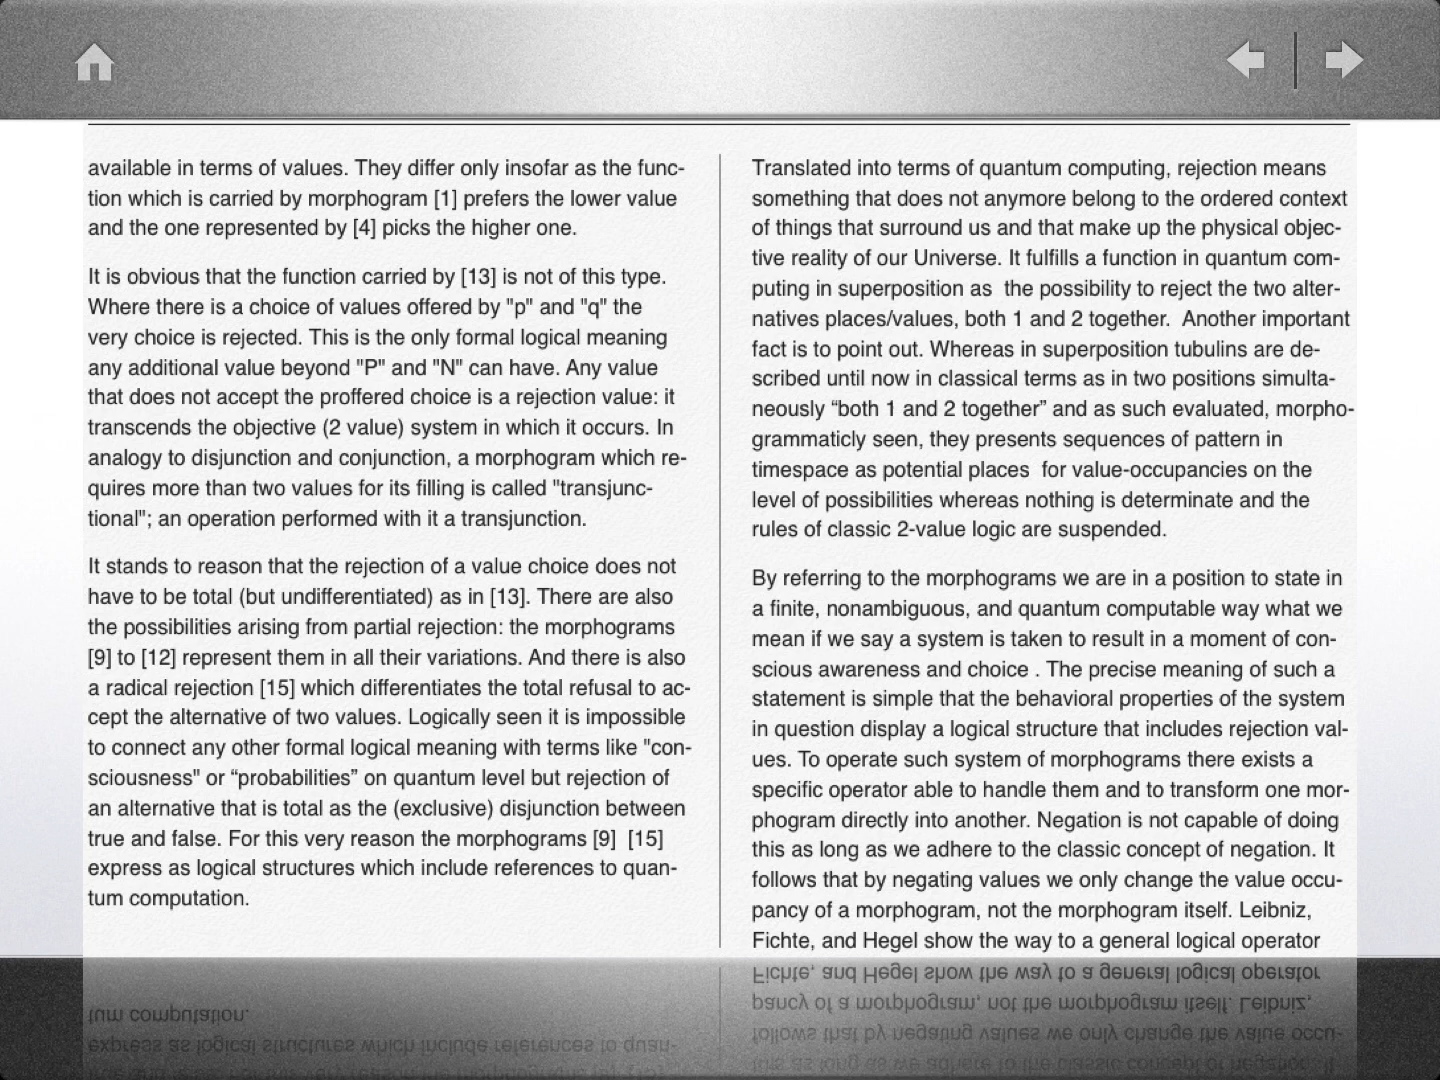 available in terms of values. They differ only insofar as the func-
tion which is carried by morphogram [1] prefers the lower value
and the one represented by [4] picks the higher one.
It is obvious that the function carried by [13] is not of this type.
Where there is a choice of values offered by "p" and "q" the
very choice is rejected. This is the only formal logical meaning
any additional value beyond "P" and "N" can have. Any value
that does not accept the proffered choice is a rejection value: it
transcends the objective (2 value) system in which it occurs. In
analogy to disjunction and conjunction, a morphogram which re-
quires more than two values for its filling is called "transjunc-
tional"; an operation performed with it a transjunction.
It stands to reason that the rejection of a value choice does not
have to be total (but undifferentiated) as in [13]. There are also
the possibilities arising from partial rejection: the morphograms
[9] to [12] represent them in all their variations. And there is also
a radical rejection [15] which differentiates the total refusal to ac-
cept the alternative of two values. Logically seen it is impossible
to connect any other formal logical meaning with terms like "con-
sciousness" or “probabilities” on quantum level but rejection of
an alternative that is total as the (exclusive) disjunction between
true and false. For this very reason the morphograms [9]  [15]
express as logical structures which include references to quan-
tum computation.
Translated into terms of quantum computing, rejection means
something that does not anymore belong to the ordered context
of things that surround us and that make up the physical objec-
tive reality of our Universe. It fulfills a function in quantum com-
puting in superposition as  the possibility to reject the two alter-
natives places/values, both 1 and 2 together.  Another important
fact is to point out. Whereas in superposition tubulins are de-
scribed until now in classical terms as in two positions simulta-
neously “both 1 and 2 together” and as such evaluated, morpho-
grammaticly seen, they presents sequences of pattern in
timespace as potential places  for value-occupancies on the
level of possibilities whereas nothing is determinate and the
rules of classic 2-value logic are suspended.
By referring to the morphograms we are in a position to state in
a finite, nonambiguous, and quantum computable way what we
mean if we say a system is taken to result in a moment of con-
scious awareness and choice . The precise meaning of such a
statement is simple that the behavioral properties of the system
in question display a logical structure that includes rejection val-
ues. To operate such system of morphograms there exists a
specific operator able to handle them and to transform one mor-
phogram directly into another. Negation is not capable of doing
this as long as we adhere to the classic concept of negation. It
follows that by negating values we only change the value occu-
pancy of a morphogram, not the morphogram itself. Leibniz,
Fichte, and Hegel show the way to a general logical operator